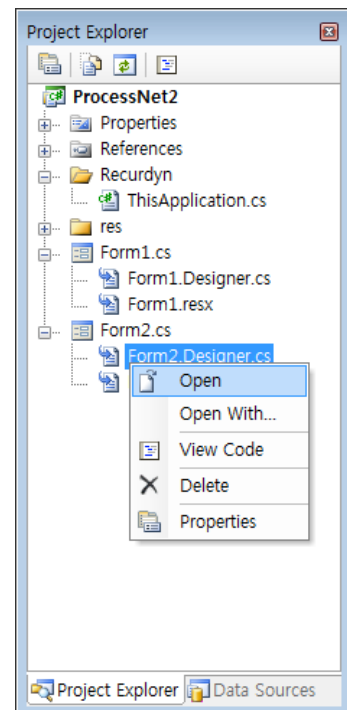 Project Explorer
ProcessNet2
Properties
References
Recurdyn
ThisApplication.cs
res
Form1.cs
Form1.Designer.cs
Form1.resx
Form2.cs
Form2.Designer.cs
Open
Open With...
View Code
Delete
Properties
Project Explorer Data Sources